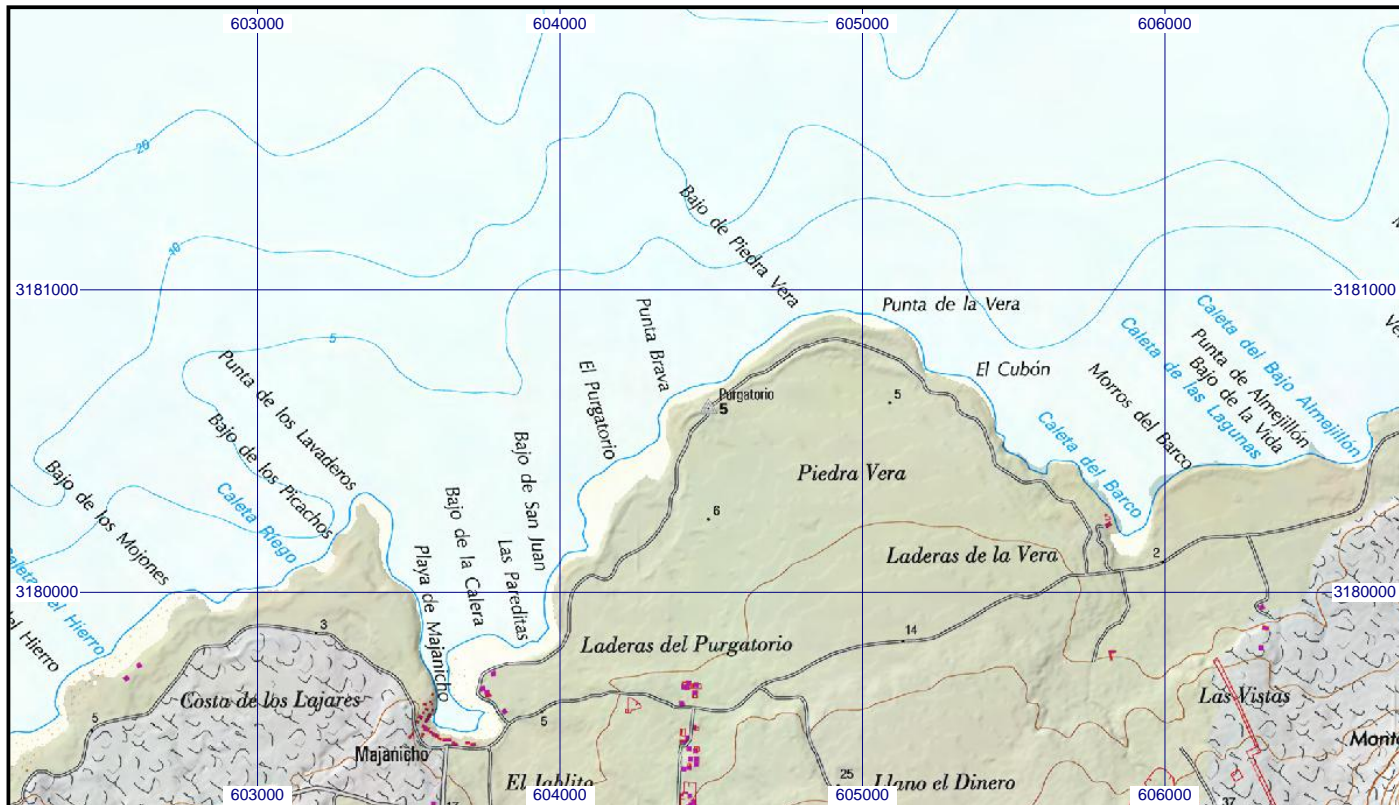 603000
604000
605000
606000
20
10
Bajo de Piedra Vera
3181000
3181000
Punta Brava
Punta de la Vera
Caleta del Bajo Almejillón
Punta de Almejillón
Bajo de la Vida
Caleta de las Lagunas
Morros del Barco
5
Punta de los Lavaderos
Bajo de los Picachos
El Purgatorio
El Cubón
Purgatorio
5
5
Caleta del Barco
Bajo de San Juan
Las Pareditas
Bajo de la Calera
Playa de Majanicho
Caleta Riego
Bajo de los Mojones
Piedra Vera
6
Laderas de la Vera
2
3180000
3180000
al Hierro
al Hierro
3
14
Laderas del Purgatorio
Costa de los Lajares
Las Vistas
5
5
Majanicho
El Jablito
25
Llano el Dinero
37
17
603000
604000
605000
606000